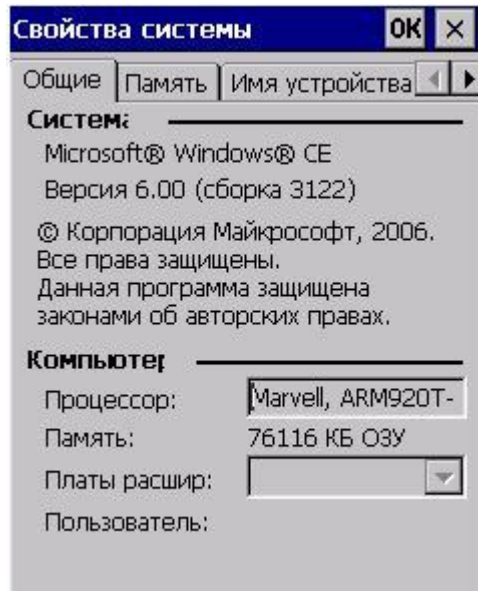 Свойства системы OK ×
Общие Память Имя устройства
Система
Microsoft® Windows® CE
Версия 6.00 (сборка 3122)
© Корпорация Майкрософт, 2006.
Все права защищены.
Данная программа защищена
законами об авторских правах.
Компьютер
Процессор: Marvell, ARM920T-
Память: 76116 КБ ОЗУ
Платы расшир:
Пользователь: